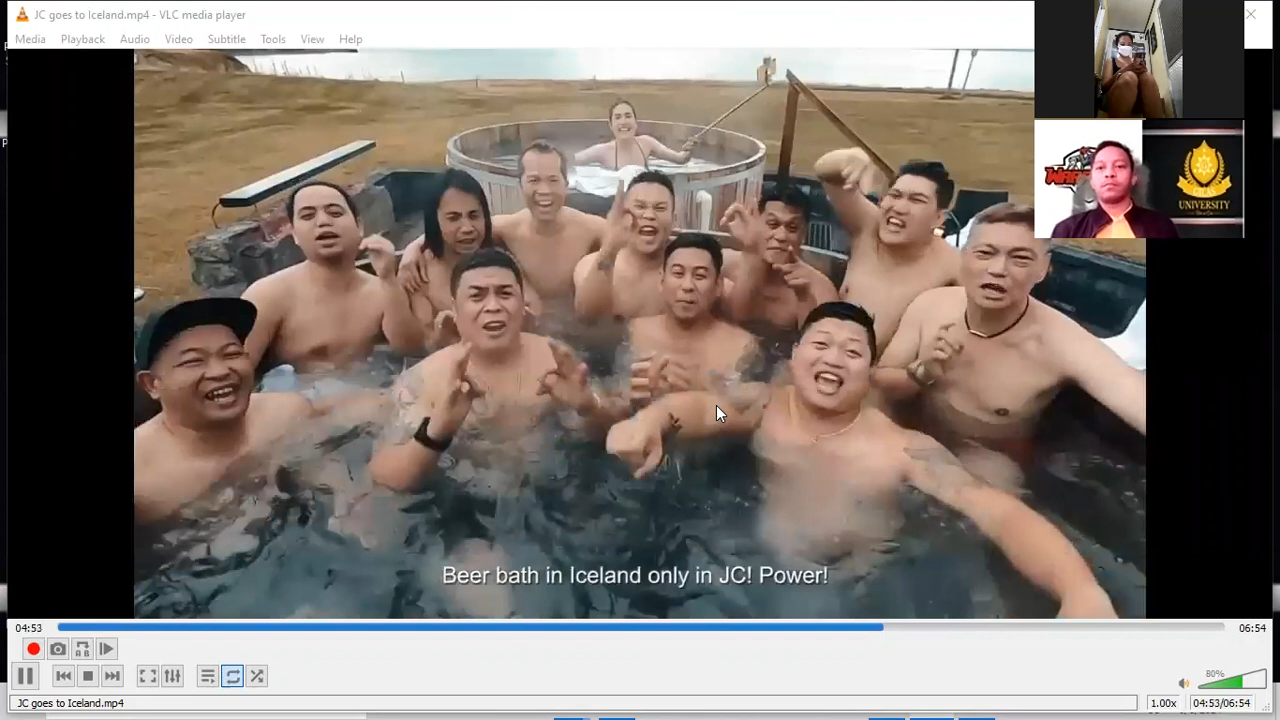 JC goes to Iceland.mp4 - VLC media player
Media Playback Audio Video Subtitle Tools View Help
UNIVERSITY
Beer bath in Iceland only in JC! Power!
04:53
06:54
A B
80%
JC goes to Iceland.mp4
1.00x
04:53/06:54